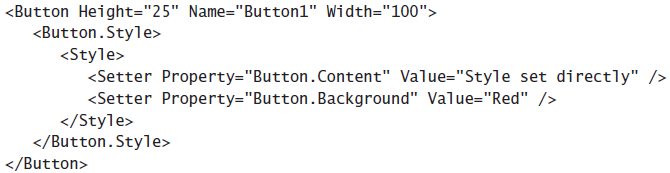 <Button Height="25" Name="Button1" Width="100">
   <Button.Style>
      <Style>
         <Setter Property="Button.Content" Value="Style set directly" />
         <Setter Property="Button.Background" Value="Red" />
      </Style>
   </Button.Style>
</Button>